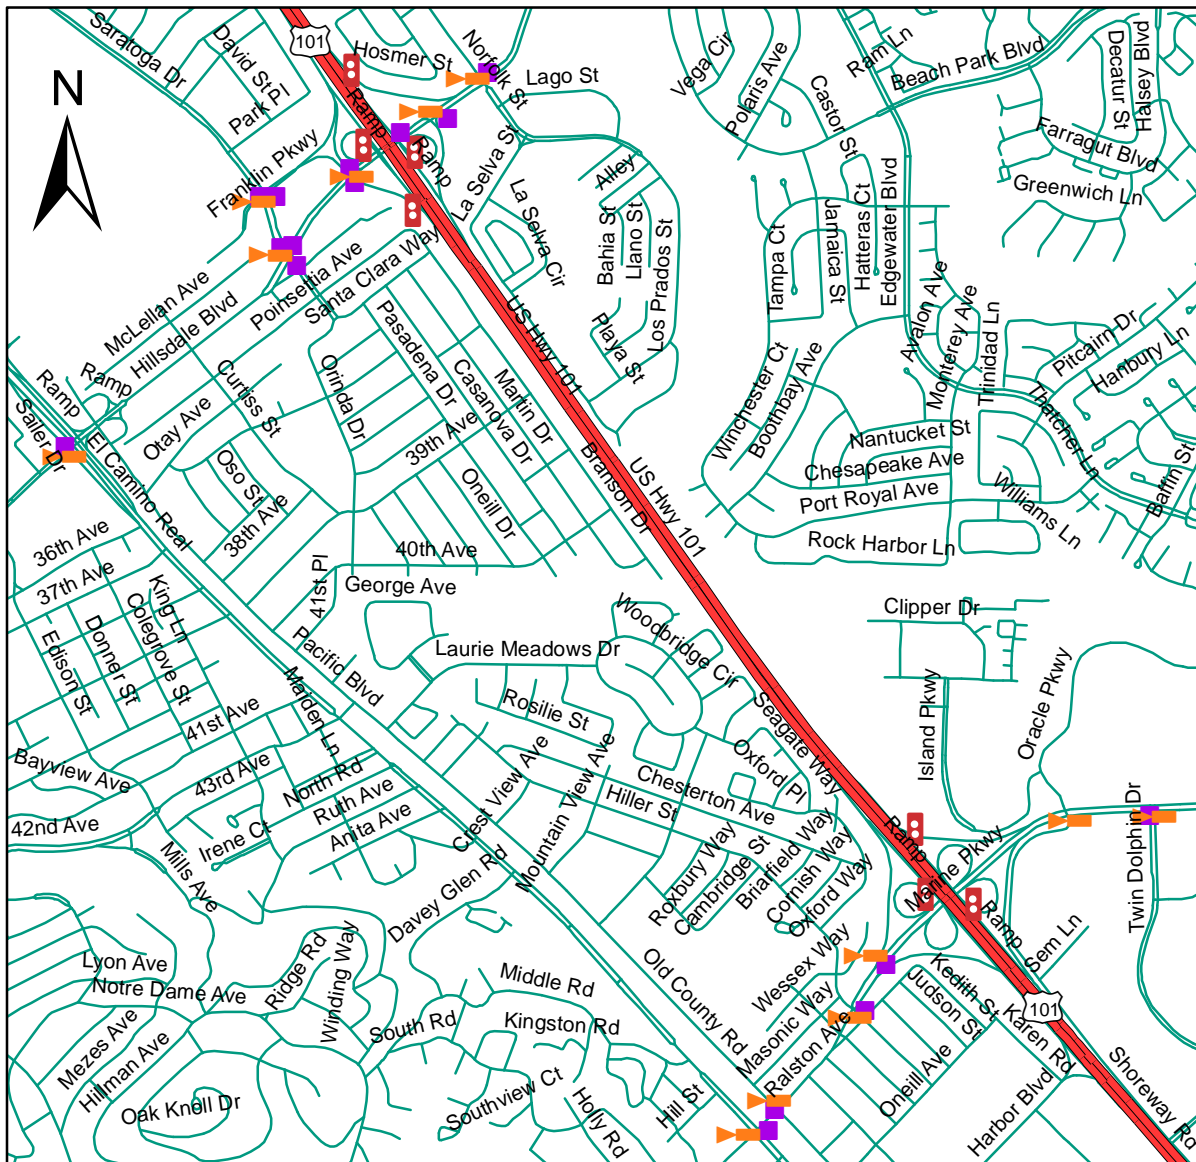 Saratoga Dr
David St
Pl
Park Pl
101
Hosmer St
Norfolk St
Lago St
Vega Cir
Polaris Ave
Ram Ln
Beach Park Blvd
Decatur St
Halsey Blvd
Castor St
Farragut Blvd
Greenwich Ln
N
Ramp
Ramp
Franklin Pkwy
La Selva St
La Selva Cir
Alley
Bahia St
Llano St
Los Prados St
Playa St
Tampa Ct
Jamaica St
Hatteras Ct
Edgewater Blvd
Avalon Ave
Monterey Ave
Trinidad Ln
Pitcairn Dr
Hanbury Ln
Thatcher Ln
Baffin St
McLellan Ave
Hillsdale Blvd
Poinsettia Ave
Santa Clara Way
US Hwy 101
Pasadena Dr
Casanova Dr
Martin Dr
Branson Dr
Orinda Dr
Curtiss St
Otay Ave
Oso St
38th Ave
39th Ave
Oneill Dr
Ramp
Ramp
Sailer Dr
El Camino Real
Winchester Ct
Boothbay Ave
Nantucket St
Chesapeake Ave
Port Royal Ave
Williams Ln
Rock Harbor Ln
US Hwy 101
36th Ave
37th Ave
40th Ave
George Ave
41st Pl
King Ln
Colegrove St
Donner St
Edison St
Pacific Blvd
Maiden Ln
Laurie Meadows Dr
Woodbridge Cir
Clipper Dr
Island Pkwy
Oracle Pkwy
Rosilie St
Seagate Way
Oxford Pl
41st Ave
Bayview Ave
43rd Ave
North Rd
Ruth Ave
Anita Ave
42nd Ave
Irene Ct
Mills Ave
Crest View Ave
Mountain View Ave
Chesterton Ave
Hiller St
Davey Glen Rd
Roxbury Way
Cambridge St
Briarfield Way
Cornish Way
Oxford Way
Ramp
Marine Pkwy
Ramp
Twin Dolphin Dr
Sem Ln
Wessex Way
Old County Rd
Masonic Way
Ralston Ave
Kedith St
Judson St
Karen Rd
101
Oneill Ave
Harbor Blvd
Shoreway Rd
Lyon Ave
Notre Dame Ave
Ridge Rd
Winding Way
Middle Rd
South Rd
Kingston Rd
Mezes Ave
Hillman Ave
Oak Knoll Dr
Southview Ct
Holly Rd
Hill St